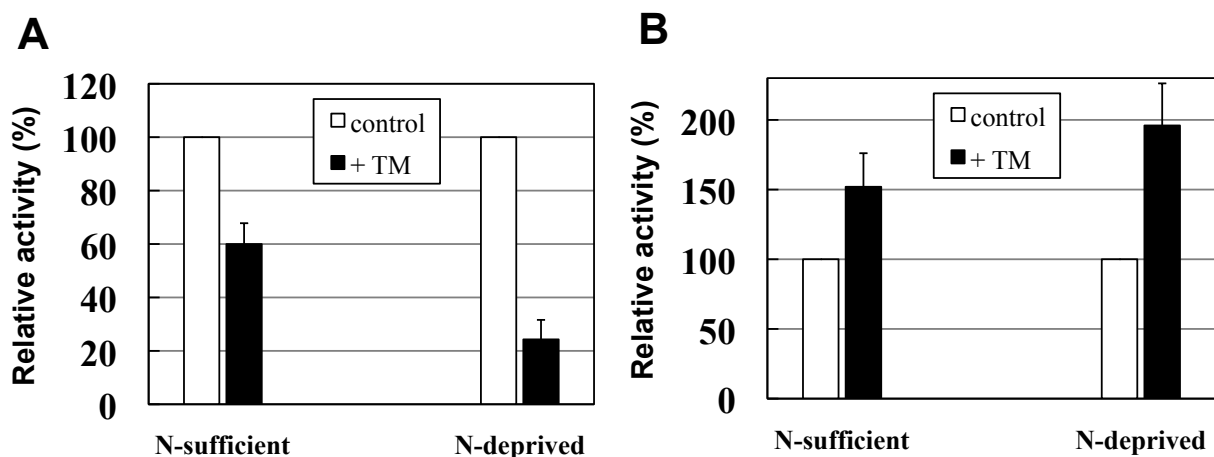 A
Relative activity (%)
120
100
80
60
40
20
0
control
+ TM
N-sufficient
N-deprived
B
Relative activity (%)
200
150
100
50
0
control
+ TM
N-sufficient
N-deprived